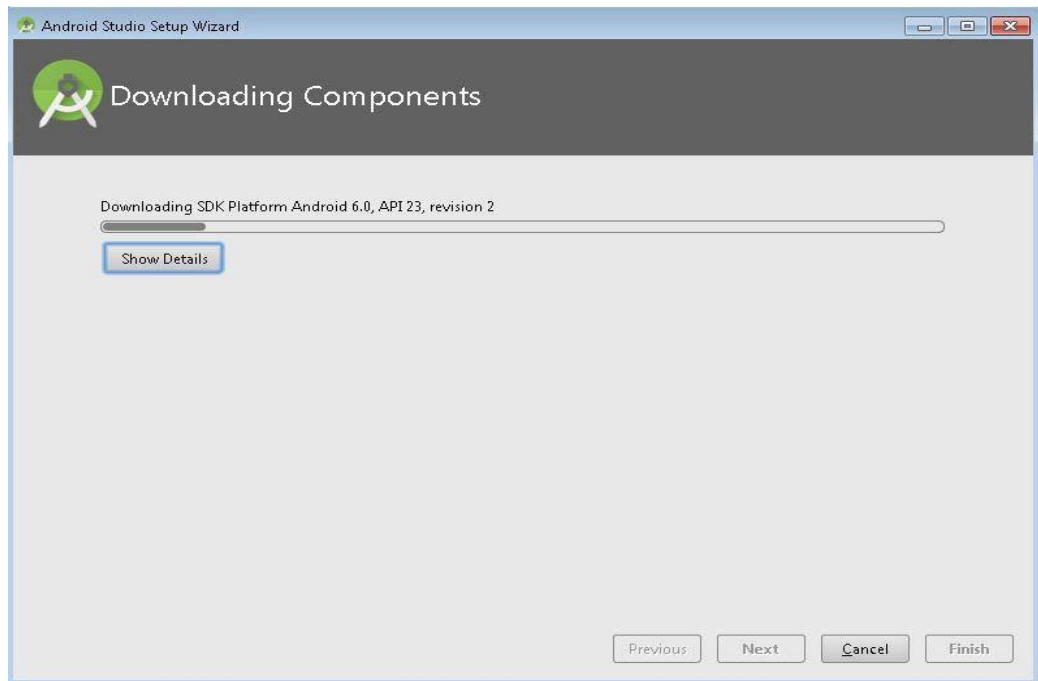 Android Studio Setup Wizard
Downloading Components
Downloading SDK Platform Android 6.0, API 23, revision 2
Show Details
Previous
Next
Cancel
Finish